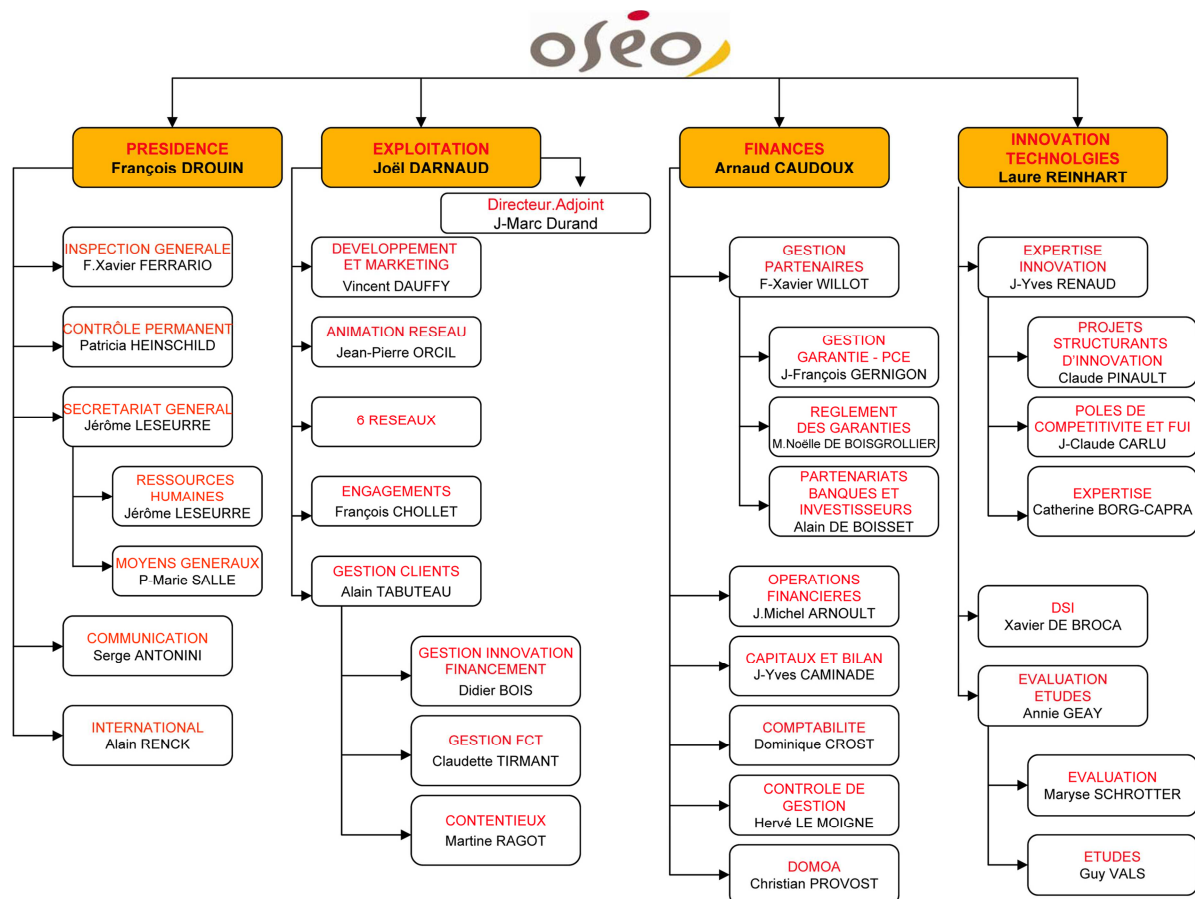 oséo
PRESIDENCE
François DROUIN
INSPECTION GENERALE
F.Xavier FERRARIO
CONTRÔLE PERMANENT
Patricia HEINSCHILD
SECRETARIAT GENERAL
Jérôme LESEURRE
RESSOURCES
HUMAINES
Jérôme LESEURRE
MOYENS GENERAUX
P-Marie SALLE
COMMUNICATION
Serge ANTONINI
INTERNATIONAL
Alain RENCK
EXPLOITATION
Joël DARNAUD
Directeur.Adjoint
J-Marc Durand
DEVELOPPEMENT
ET MARKETING
Vincent DAUFFY
ANIMATION RESEAU
Jean-Pierre ORCIL
6 RESEAUX
ENGAGEMENTS
François CHOLLET
GESTION CLIENTS
Alain TABUTEAU
GESTION INNOVATION
FINANCEMENT
Didier BOIS
GESTION FCT
Claudette TIRMANT
CONTENTIEUX
Martine RAGOT
FINANCES
Arnaud CAUDOUX
GESTION
PARTENAIRES
F-Xavier WILLOT
GESTION
GARANTIE - PCE
J-François GERNIGON
REGLEMENT
DES GARANTIES
M.Noëlle DE BOISGROLLIER
PARTENARIATS
BANQUES ET
INVESTISSEURS
Alain DE BOISSET
OPERATIONS
FINANCIERES
J.Michel ARNOULT
CAPITAUX ET BILAN
J-Yves CAMINADE
COMPTABILITE
Dominique CROST
CONTROLE DE
GESTION
Hervé LE MOIGNE
DOMOA
Christian PROVOST
INNOVATION
TECHNOLGIES
Laure REINHART
EXPERTISE
INNOVATION
J-Yves RENAUD
PROJETS
STRUCTURANTS
D'INNOVATION
Claude PINAULT
POLES DE
COMPETITIVITE ET FUI
J-Claude CARLU
EXPERTISE
Catherine BORG-CAPRA
DSI
Xavier DE BROCA
EVALUATION
ETUDES
Annie GEAY
EVALUATION
Maryse SCHROTTER
ETUDES
Guy VALS